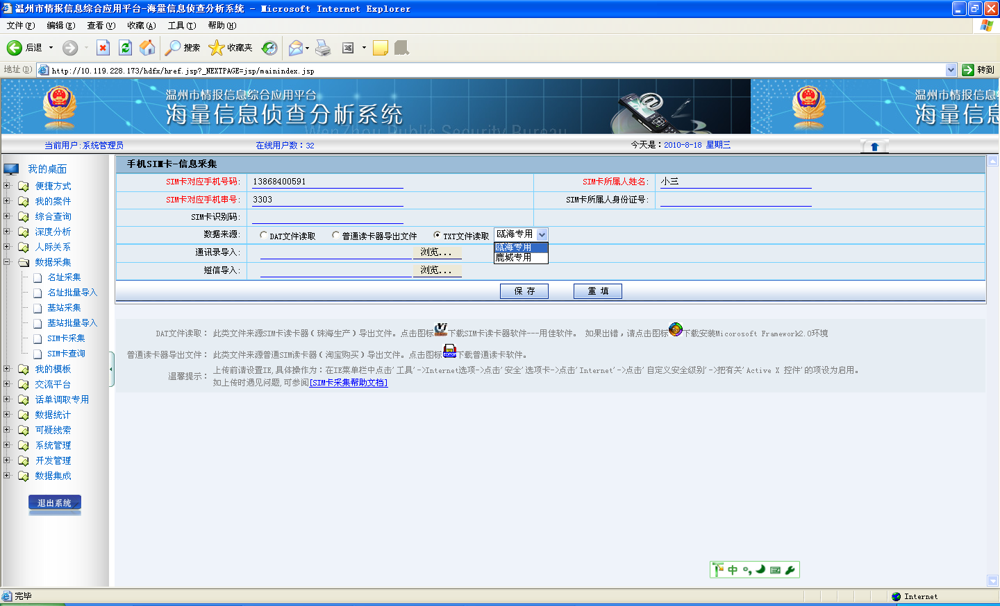 温州市情报信息综合应用平台-海量信息侦查分析系统 - Microsoft Internet Explorer
文件(F) 编辑(E) 查看(V) 收藏(A) 工具(T) 帮助(H)
后退 搜索 收藏夹
地址(D) http://10.119.228.173/hdfx/href.jsp?_NEXTPAGE=jsp/mainindex.jsp 转到
温州市情报信息综合应用平台 温州市情报信息
海量信息侦查分析系统 海量信息
WenZhou Public Security Bureau
当前用户:系统管理员 在线用户数：32 今天是：2010-8-18 星期三
我的桌面
便捷方式
我的案件
综合查询
深度分析
人际关系
数据采集
名址采集
名址批量导入
基站采集
基站批量导入
SIM卡采集
SIM卡查询
我的模板
交流平台
话单调取专用
数据统计
可疑线索
系统管理
开发管理
数据集成
退出系统
手机SIM卡-信息采集
SIM卡对应手机号码: 13868400591 SIM卡所属人姓名: 小三
SIM卡对应手机串号: 3303 SIM卡所属人身份证号:
SIM卡识别码:
数据来源: DAT文件读取 普通读卡器导出文件 TXT文件读取 瓯海专用
瓯海专用
鹿城专用
通讯录导入: 浏览...
短信导入: 浏览...
保 存 重 填
DAT文件读取： 此类文件来源SIM卡读卡器（珠海生产）导出文件。点击图标下载SIM卡读卡器软件---用佳软件。 如果出错，请点击图标下载安装Micorosoft Framework2.0环境
普通读卡器导出文件： 此类文件来源普通SIM读卡器（淘宝购买）导出文件。点击图标下载普通读卡软件。
温馨提示： 上传前请设置IE,具体操作为：在IE菜单栏中点击'工具'->Internet选项->点击'安全'选项卡->点击'Internet'->点击'自定义安全级别'->把有关'Active X 控件'的项设为启用。
如上传时遇见问题,可参阅[SIM卡采集帮助文档]
中
完毕 Internet